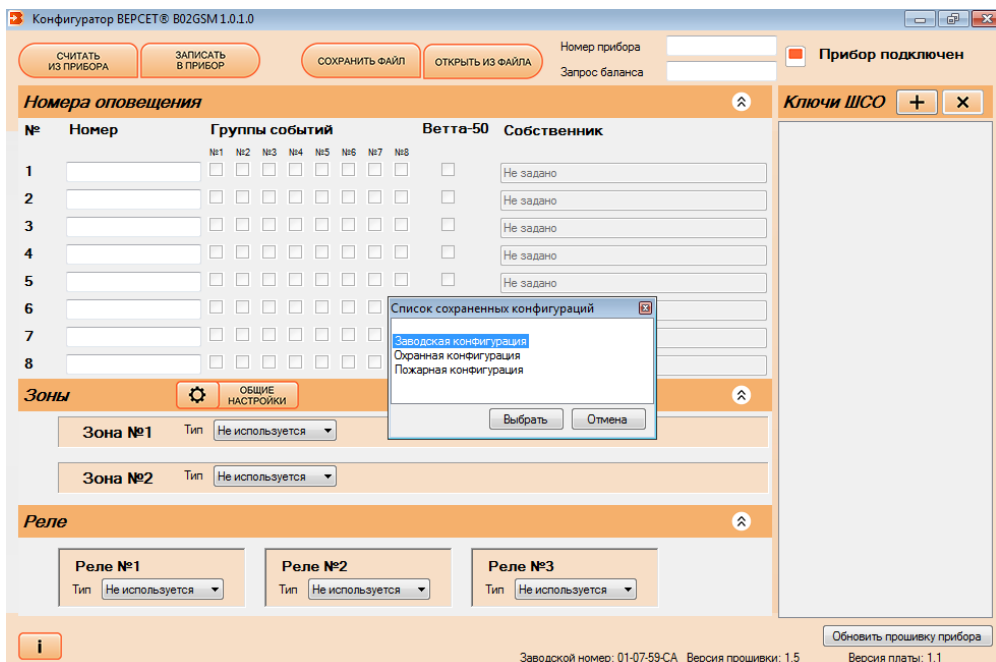 Конфигуратор ВЕРСЕТ® B02GSM 1.0.1.0
СЧИТАТЬ ИЗ ПРИБОРА
ЗАПИСАТЬ В ПРИБОР
СОХРАНИТЬ ФАЙЛ
ОТКРЫТЬ ИЗ ФАЙЛА
Номер прибора
Запрос баланса
Прибор подключен
Номера оповещения
Ключи ШСО
№ Номер Группы событий Ветта-50 Собственник
№1 №2 №3 №4 №5 №6 №7 №8
1 Не задано
2 Не задано
3 Не задано
4 Не задано
5 Не задано
6
7
8
Список сохраненных конфигураций
Заводская конфигурация
Охранная конфигурация
Пожарная конфигурация
Выбрать Отмена
Зоны
ОБЩИЕ НАСТРОЙКИ
Зона №1 Тип Не используется
Зона №2 Тип Не используется
Реле
Реле №1 Реле №2 Реле №3
Тип Не используется Тип Не используется Тип Не используется
i
Обновить прошивку прибора
Заводской номер: 01-07-59-CA Версия прошивки: 1.5 Версия платы: 1.1